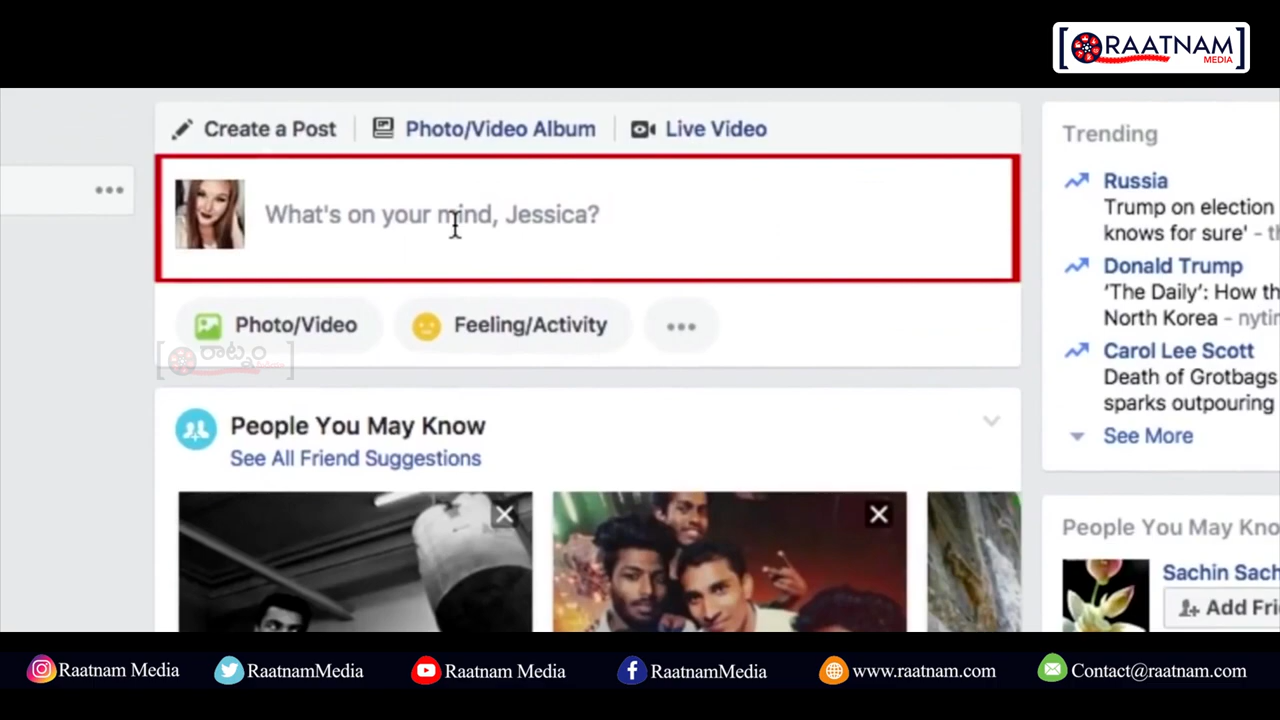 RAATNAM
MEDIA
Create a Post
Photo/Video Album
Live Video
Trending
What's on your mind, Jessica?
Russia
Trump on election
knows for sure' - th
Donald Trump
'The Daily': How th
North Korea - nytin
Carol Lee Scott
Death of Grotbags
sparks outpouring
See More
Photo/Video
Feeling/Activity
రాట్నం
People You May Know
See All Friend Suggestions
People You May Kno
Sachin Sach
Add Frie
Raatnam Media
RaatnamMedia
Raatnam Media
RaatnamMedia
www.raatnam.com
Contact@raatnam.com